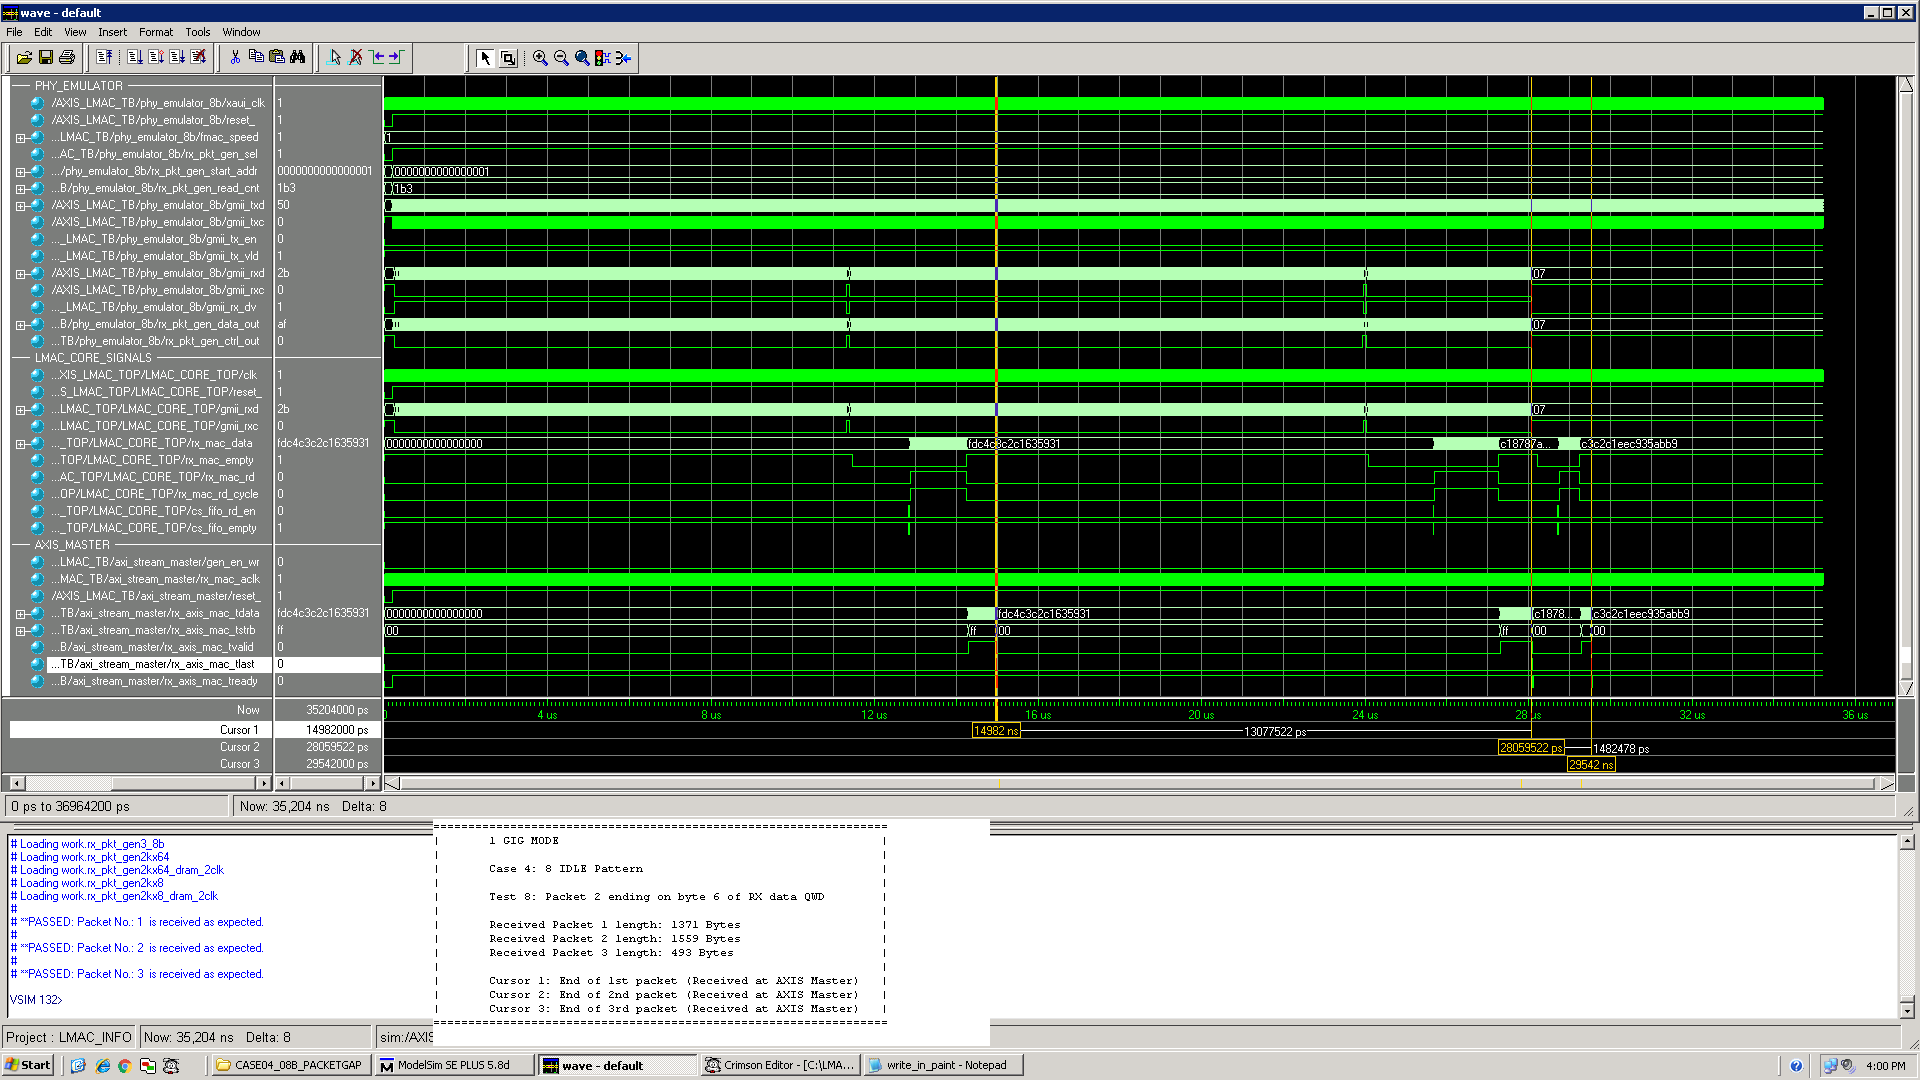 wave - default
File Edit View Insert Format Tools Window
PHY_EMULATOR
/AXIS_LMAC_TB/phy_emulator_8b/xaui_clk 1
/AXIS_LMAC_TB/phy_emulator_8b/reset_ 1
...LMAC_TB/phy_emulator_8b/fmac_speed 1 1
...AC_TB/phy_emulator_8b/rx_pkt_gen_sel 1
.../phy_emulator_8b/rx_pkt_gen_start_addr 0000000000000001 0000000000000001
...B/phy_emulator_8b/rx_pkt_gen_read_cnt 1b3 1b3
/AXIS_LMAC_TB/phy_emulator_8b/gmii_txd 50
/AXIS_LMAC_TB/phy_emulator_8b/gmii_txc 0
..._LMAC_TB/phy_emulator_8b/gmii_tx_en 0
..._LMAC_TB/phy_emulator_8b/gmii_tx_vld 1
/AXIS_LMAC_TB/phy_emulator_8b/gmii_rxd 2b 07
/AXIS_LMAC_TB/phy_emulator_8b/gmii_rxc 0
..._LMAC_TB/phy_emulator_8b/gmii_rx_dv 1
...B/phy_emulator_8b/rx_pkt_gen_data_out af 07
...TB/phy_emulator_8b/rx_pkt_gen_ctrl_out 0
LMAC_CORE_SIGNALS
...XIS_LMAC_TOP/LMAC_CORE_TOP/clk 1
...S_LMAC_TOP/LMAC_CORE_TOP/reset_ 1
...LMAC_TOP/LMAC_CORE_TOP/gmii_rxd 2b 07
...LMAC_TOP/LMAC_CORE_TOP/gmii_rxc 0
..._TOP/LMAC_CORE_TOP/rx_mac_data fdc4c3c2c1635931 0000000000000000 fdc4c3c2c1635931 c18787a... c3c2c1eec935abb9
...TOP/LMAC_CORE_TOP/rx_mac_empty 1
...AC_TOP/LMAC_CORE_TOP/rx_mac_rd 0
...OP/LMAC_CORE_TOP/rx_mac_rd_cycle 0
..._TOP/LMAC_CORE_TOP/cs_fifo_rd_en 0
..._TOP/LMAC_CORE_TOP/cs_fifo_empty 1
AXIS_MASTER
...LMAC_TB/axi_stream_master/gen_en_wr 0
...MAC_TB/axi_stream_master/rx_mac_aclk 1
/AXIS_LMAC_TB/axi_stream_master/reset_ 1
...TB/axi_stream_master/rx_axis_mac_tdata fdc4c3c2c1635931 0000000000000000 fdc4c3c2c1635931 c1878... c3c2c1eec935abb9
...TB/axi_stream_master/rx_axis_mac_tstrb ff 00 ff 00 ff 00 00
...B/axi_stream_master/rx_axis_mac_tvalid 0
...TB/axi_stream_master/rx_axis_mac_tlast 0
...B/axi_stream_master/rx_axis_mac_tready 0
Now 35204000 ps 0 4 us 8 us 12 us 16 us 20 us 24 us 28 us 32 us 36 us
Cursor 1 14982000 ps 14982 ns 13077522 ps
Cursor 2 28059522 ps 28059522 ps 1482478 ps
Cursor 3 29542000 ps 29542 ns
0 ps to 36964200 ps Now: 35,204 ns Delta: 8
# Loading work.rx_pkt_gen3_8b
# Loading work.rx_pkt_gen2kx64
# Loading work.rx_pkt_gen2kx64_dram_2clk
# Loading work.rx_pkt_gen2kx8
# Loading work.rx_pkt_gen2kx8_dram_2clk
#
# **PASSED: Packet No.: 1 is received as expected.
#
# **PASSED: Packet No.: 2 is received as expected.
#
# **PASSED: Packet No.: 3 is received as expected.
VSIM 132>
1 GIG MODE
Case 4: 8 IDLE Pattern
Test 8: Packet 2 ending on byte 6 of RX data QWD
Received Packet 1 length: 1371 Bytes
Received Packet 2 length: 1559 Bytes
Received Packet 3 length: 493 Bytes
Cursor 1: End of 1st packet (Received at AXIS Master)
Cursor 2: End of 2nd packet (Received at AXIS Master)
Cursor 3: End of 3rd packet (Received at AXIS Master)
Project : LMAC_INFO Now: 35,204 ns Delta: 8 sim:/AXIS
Start CASE04_08B_PACKETGAP ModelSim SE PLUS 5.8d wave - default Crimson Editor - [C:\LMA... write_in_paint - Notepad 4:00 PM